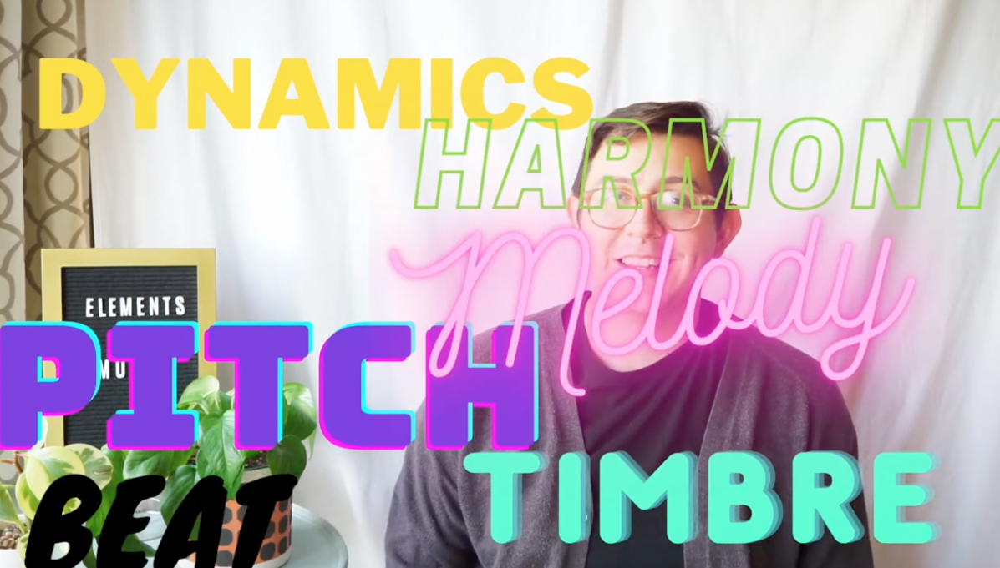 DYNAMICS
HARMONY
Melody
ELEMENTS
PITCH
TIMBRE
BEAT